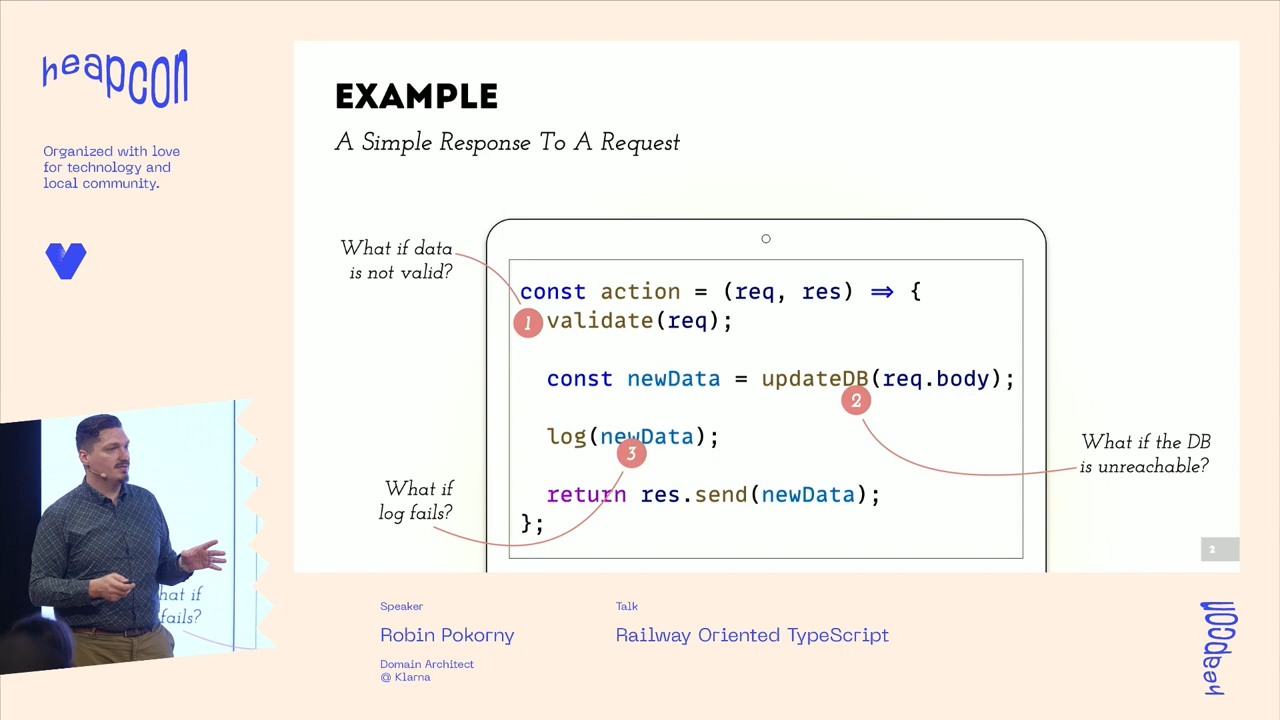 heapcon
Organized with love
for technology and
local community.
EXAMPLE
A Simple Response To A Request
What if data
is not valid?
const action = (req, res) ⇒ {
1
validate(req);
const newData = updateDB(req.body);
2
log(newData);
3
What if the DB
is unreachable?
What if
log fails?
return res.send(newData);
};
2
hat if
fails?
Speaker
Robin Pokorny
Domain Architect
@ Klarna
Talk
Railway Oriented TypeScript
heapcon